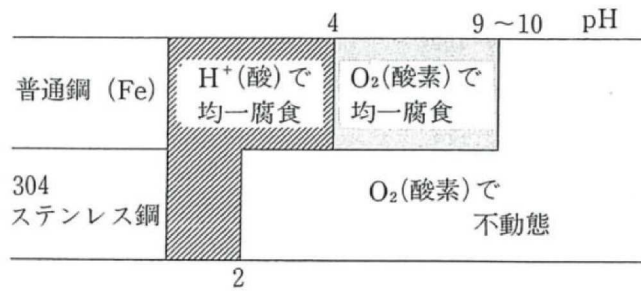 4
9 ~10
pH
普通鋼 (Fe)
H⁺(酸)で
均一腐食
O₂(酸素)で
均一腐食
304
ステンレス鋼
O₂(酸素)で
不動態
2